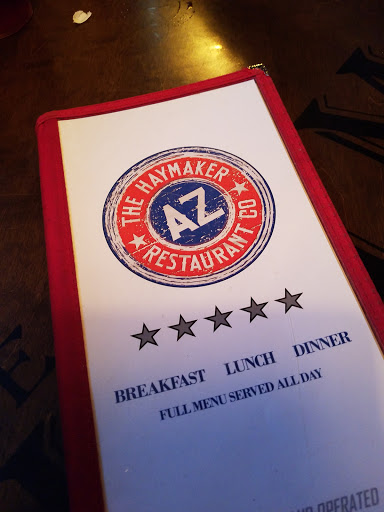 THE HAYMAKER
AZ
RESTAURANT CO
BREAKFAST LUNCH DINNER
FULL MENU SERVED ALL DAY
OPERATED